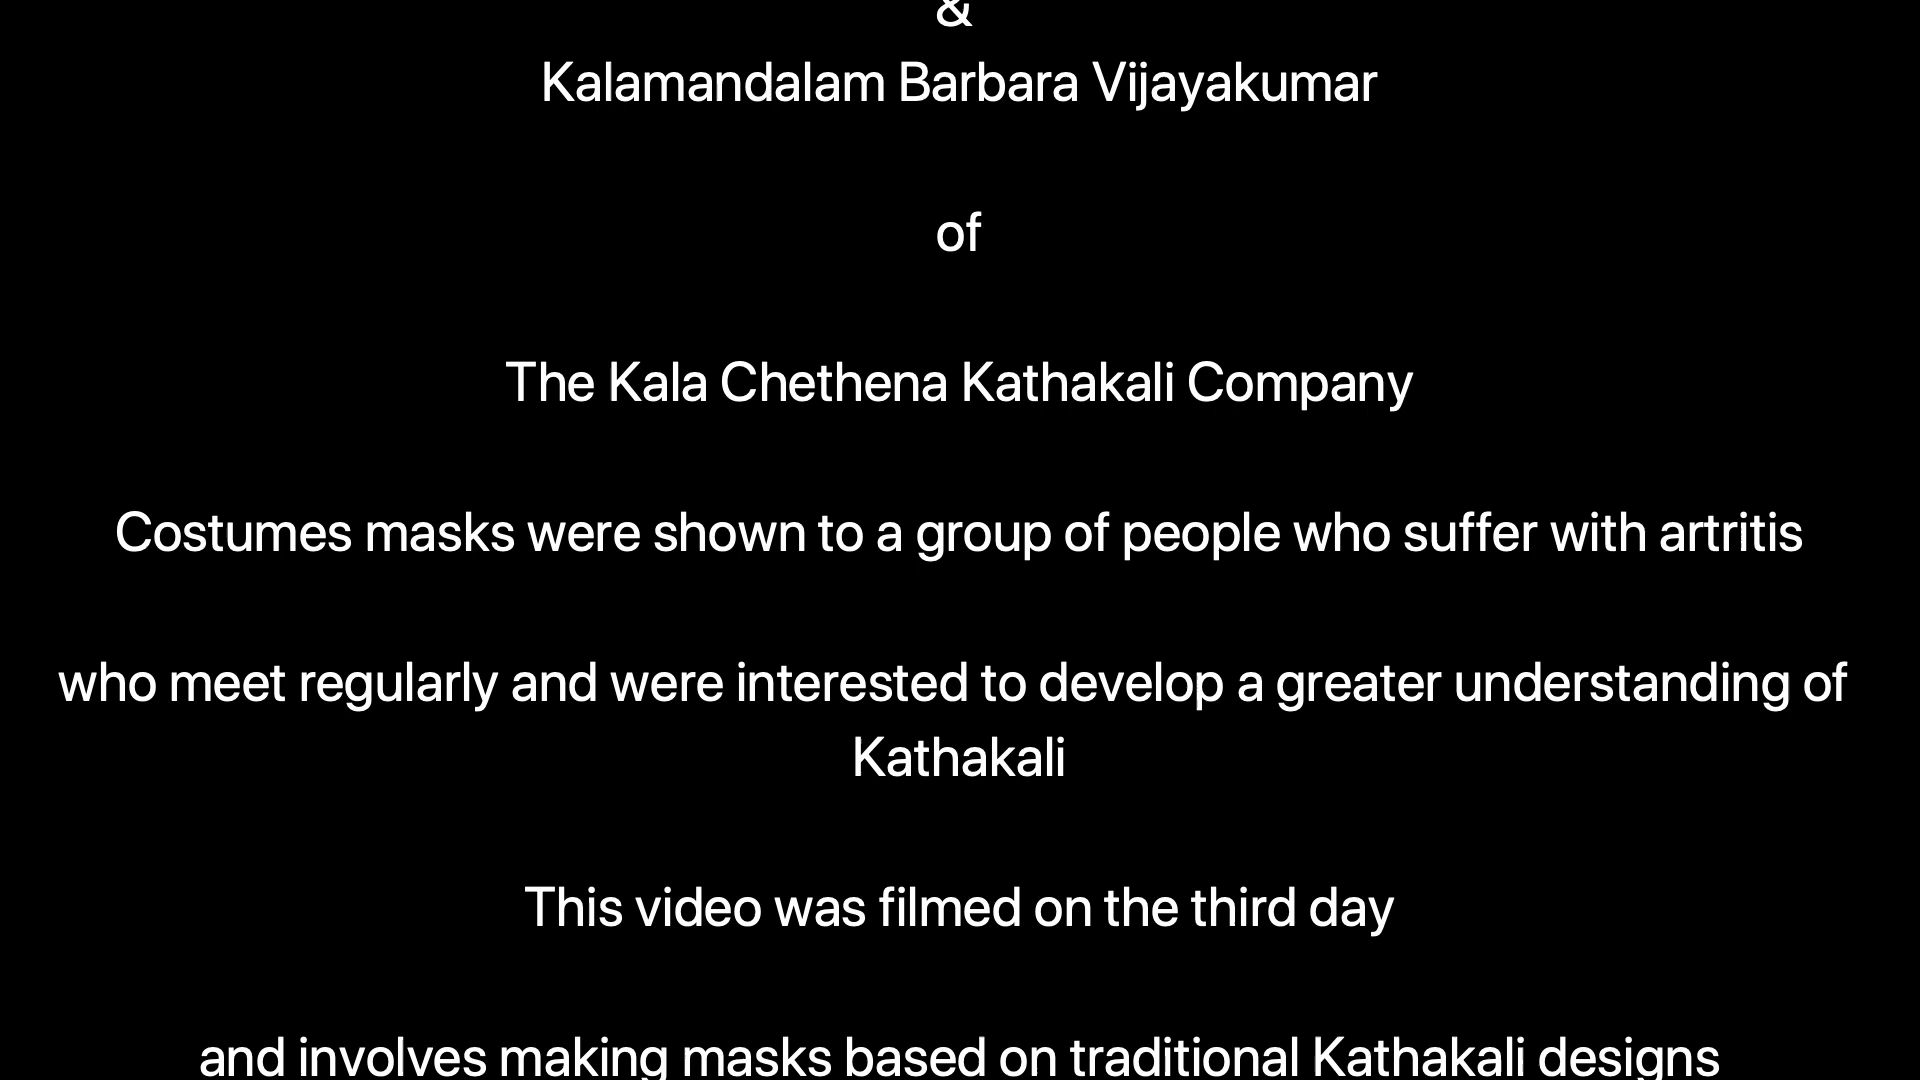 &
Kalamandalam Barbara Vijayakumar
of
The Kala Chethena Kathakali Company
Costumes masks were shown to a group of people who suffer with artritis
who meet regularly and were interested to develop a greater understanding of
Kathakali
This video was filmed on the third day
and involves making masks based on traditional Kathakali designs